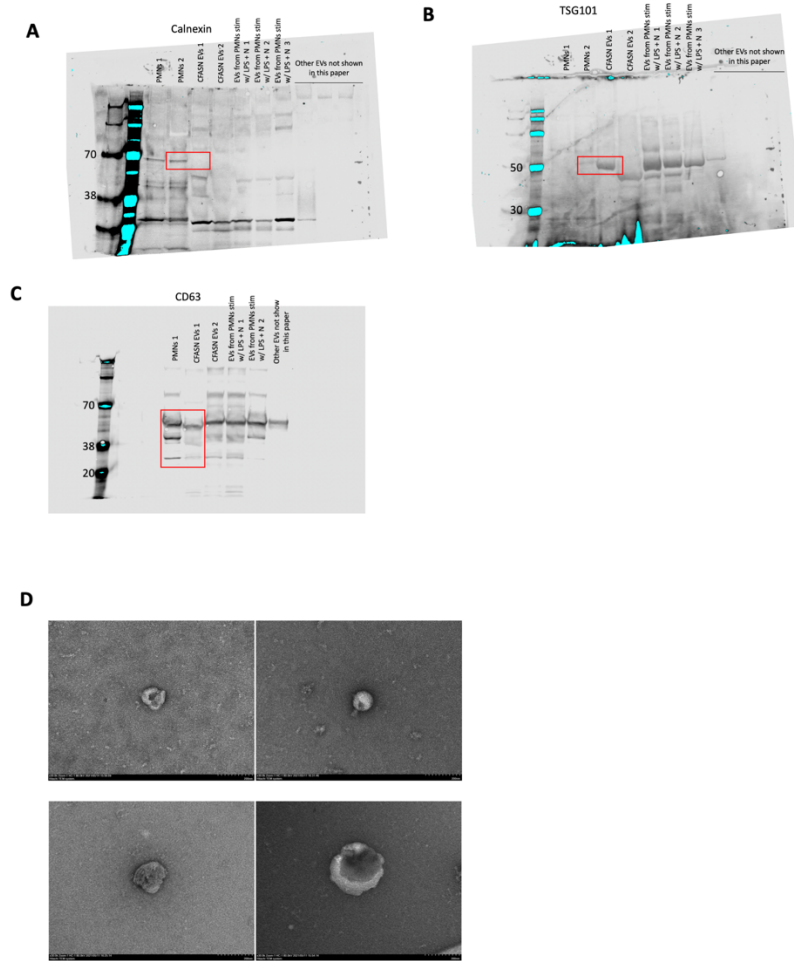 A
Calnexin
PMNs 1
PMNs 2
CFASN EVs 1
CFASN EVs 2
EVs from PMNs stim
w/ LPS + N 1
EVs from PMNs stim
w/ LPS + N 2
EVs from PMNs stim
w/ LPS + N 3
Other EVs not shown
in this paper
70
38
B
TSG101
PMNs 1
PMNs 2
CFASN EVs 1
CFASN EVs 2
EVs from PMNs stim
w/ LPS + N 1
EVs from PMNs stim
w/ LPS + N 2
EVs from PMNs stim
w/ LPS + N 3
Other EVs not shown
in this paper
50
30
C
CD63
PMNs 1
CFASN EVs 1
CFASN EVs 2
EVs from PMNs stim
w/ LPS + N 1
EVs from PMNs stim
w/ LPS + N 2
Other EVs not show
in this paper
70
38
20
D